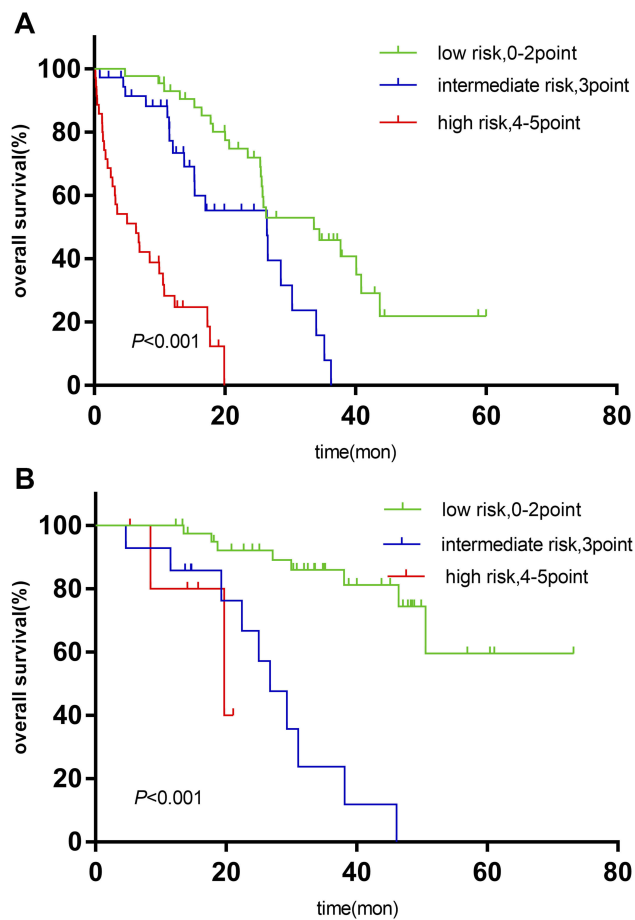 A
low risk,0-2point
intermediate risk,3point
high risk,4-5point
overall survival(%)
100
80
60
40
20
0
P<0.001
0 20 40 60 80
time(mon)
B
low risk,0-2point
intermediate risk,3point
high risk,4-5point
overall survival(%)
100
80
60
40
20
0
P<0.001
0 20 40 60 80
time(mon)